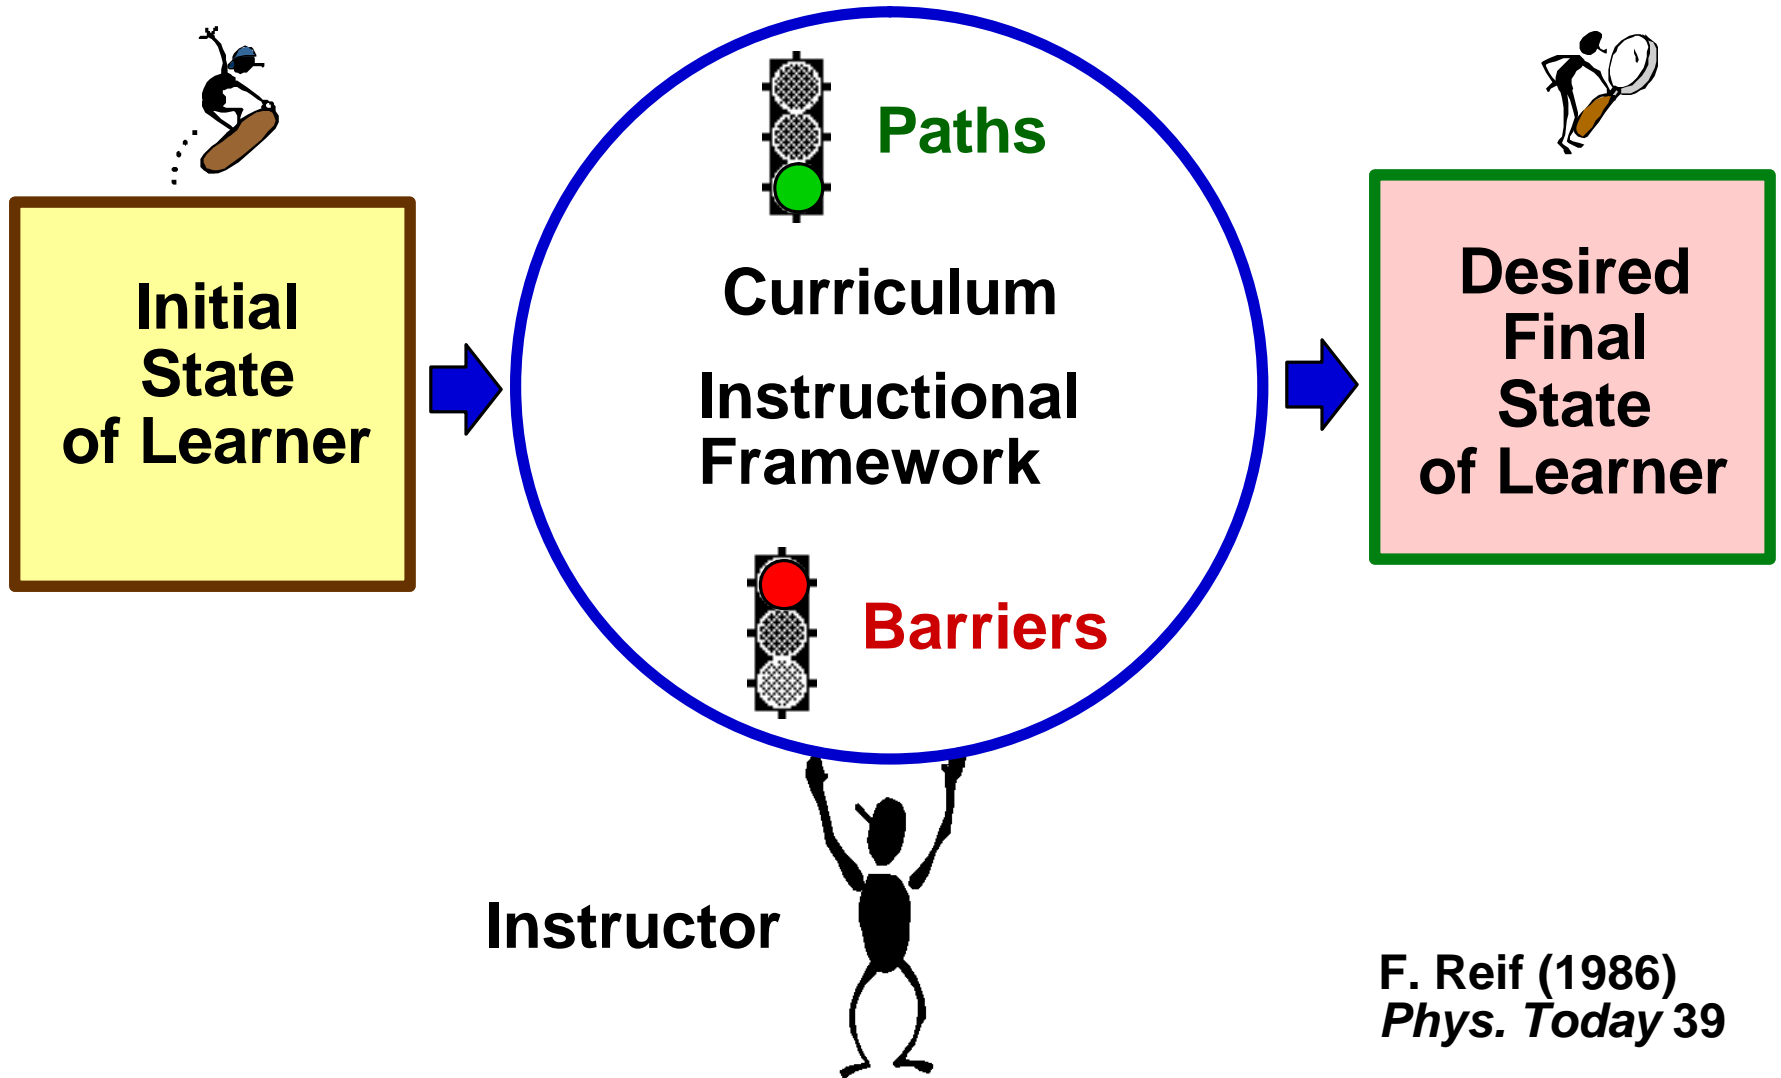 Initial
State
of Learner
Paths
Curriculum
Instructional
Framework
Barriers
Desired
Final
State
of Learner
Instructor
F. Reif (1986)
Phys. Today 39